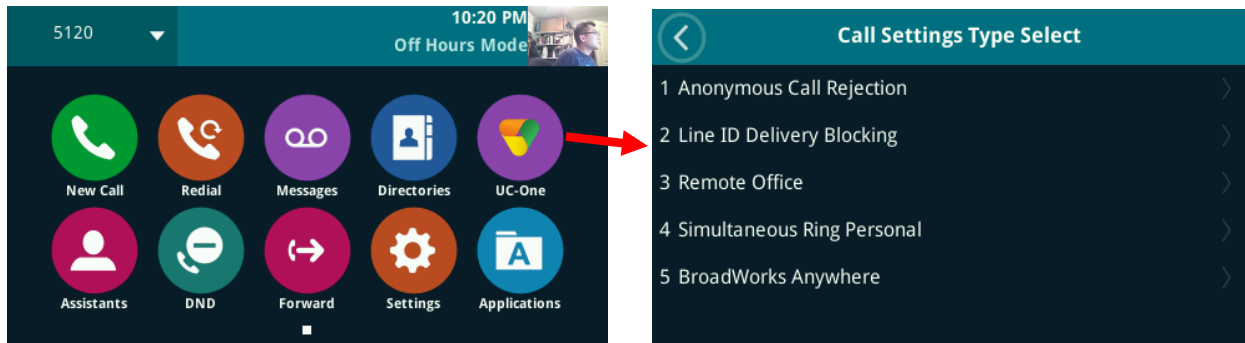 5120
10:20 PM
Off Hours Mode
New Call Redial Messages Directories UC-One
Assistants DND Forward Settings Applications
A
Call Settings Type Select
1 Anonymous Call Rejection
2 Line ID Delivery Blocking
3 Remote Office
4 Simultaneous Ring Personal
5 BroadWorks Anywhere